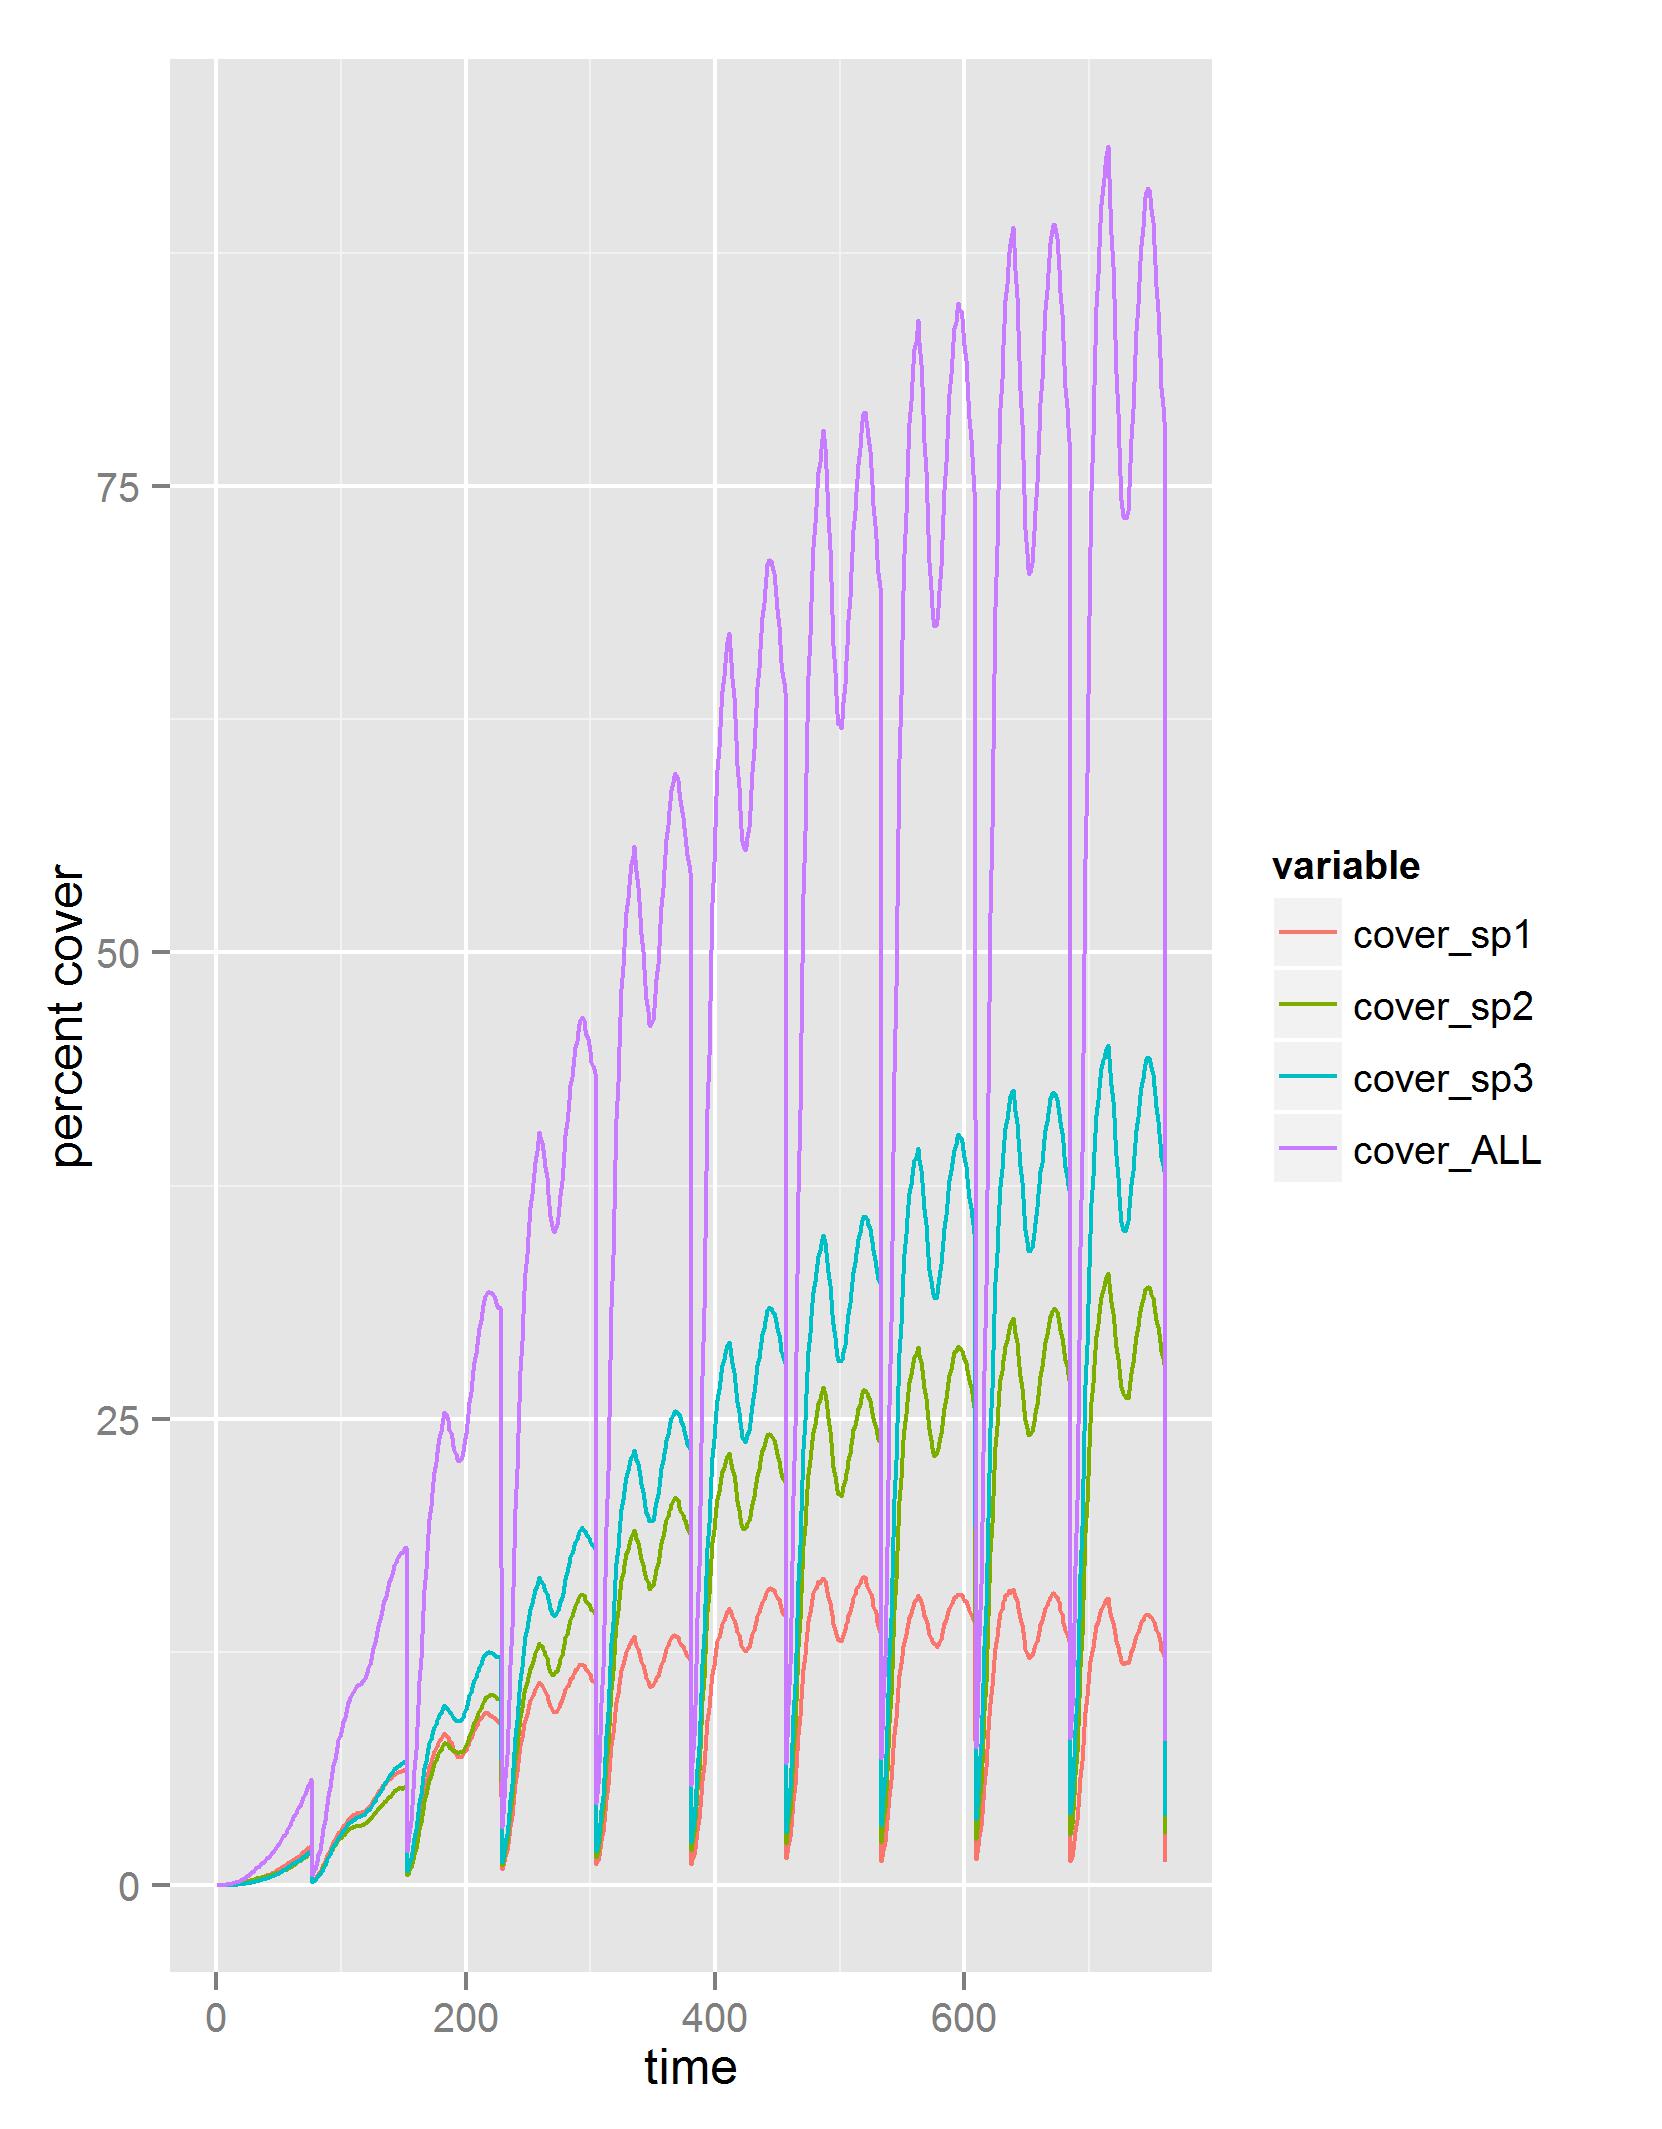 percent cover
75
50
25
0
0 200 400 600
time
variable
cover_sp1
cover_sp2
cover_sp3
cover_ALL